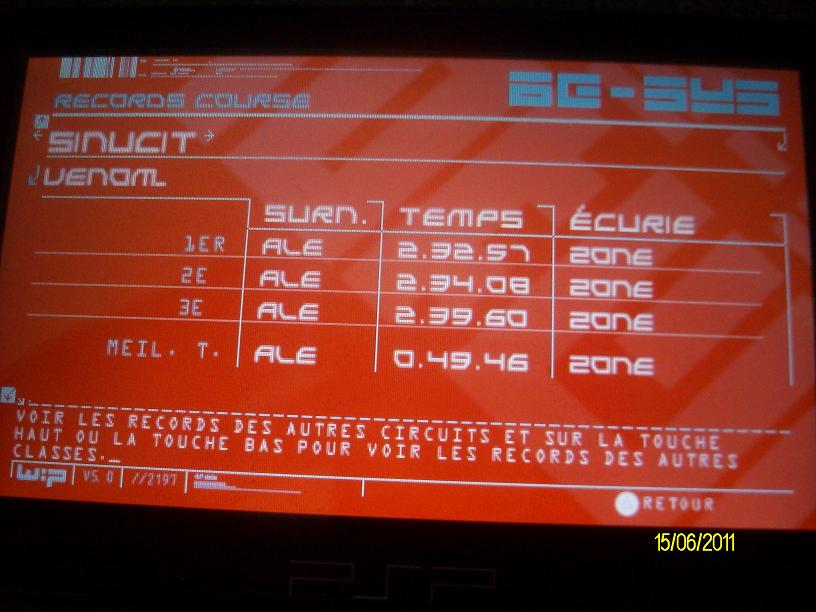 BG-SYS
RECORDS COURSE
SINUCIT
VENOM
SURN. TEMPS ÉCURIE
1ER ALE 2.32.57 ZONE
2E ALE 2.34.08 ZONE
3E ALE 2.39.60 ZONE
MEIL. T. ALE 0.49.46 ZONE
VOIR LES RECORDS DES AUTRES CIRCUITS ET SUR LA TOUCHE
HAUT OU LA TOUCHE BAS POUR VOIR LES RECORDS DES AUTRES
CLASSES._
W:P V5.0 //2197
RETOUR
15/06/2011
PSP